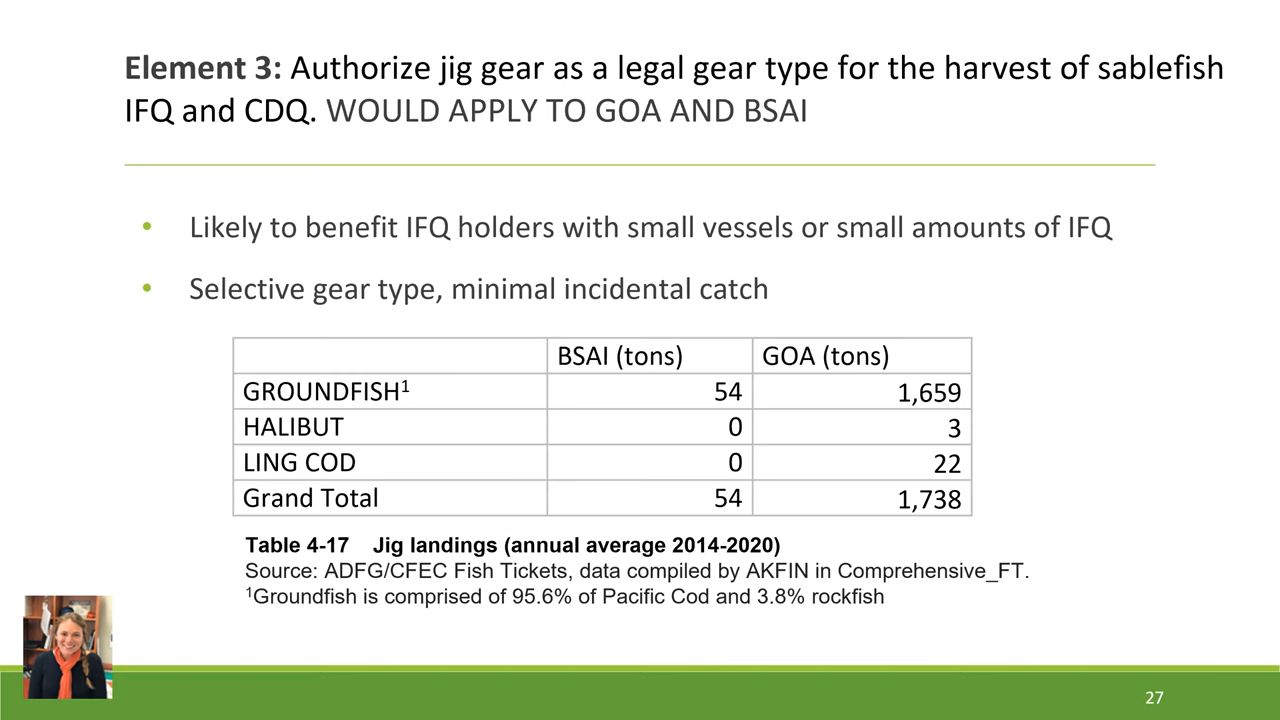 Element 3: Authorize jig gear as a legal gear type for the harvest of sablefish
IFQ and CDQ. WOULD APPLY TO GOA AND BSAI
• Likely to benefit IFQ holders with small vessels or small amounts of IFQ
• Selective gear type, minimal incidental catch
BSAI (tons) GOA (tons)
GROUNDFISH¹ 54 1,659
HALIBUT 0 3
LING COD 0 22
Grand Total 54 1,738
Table 4-17 Jig landings (annual average 2014-2020)
Source: ADFG/CFEC Fish Tickets, data compiled by AKFIN in Comprehensive_FT.
¹Groundfish is comprised of 95.6% of Pacific Cod and 3.8% rockfish
27